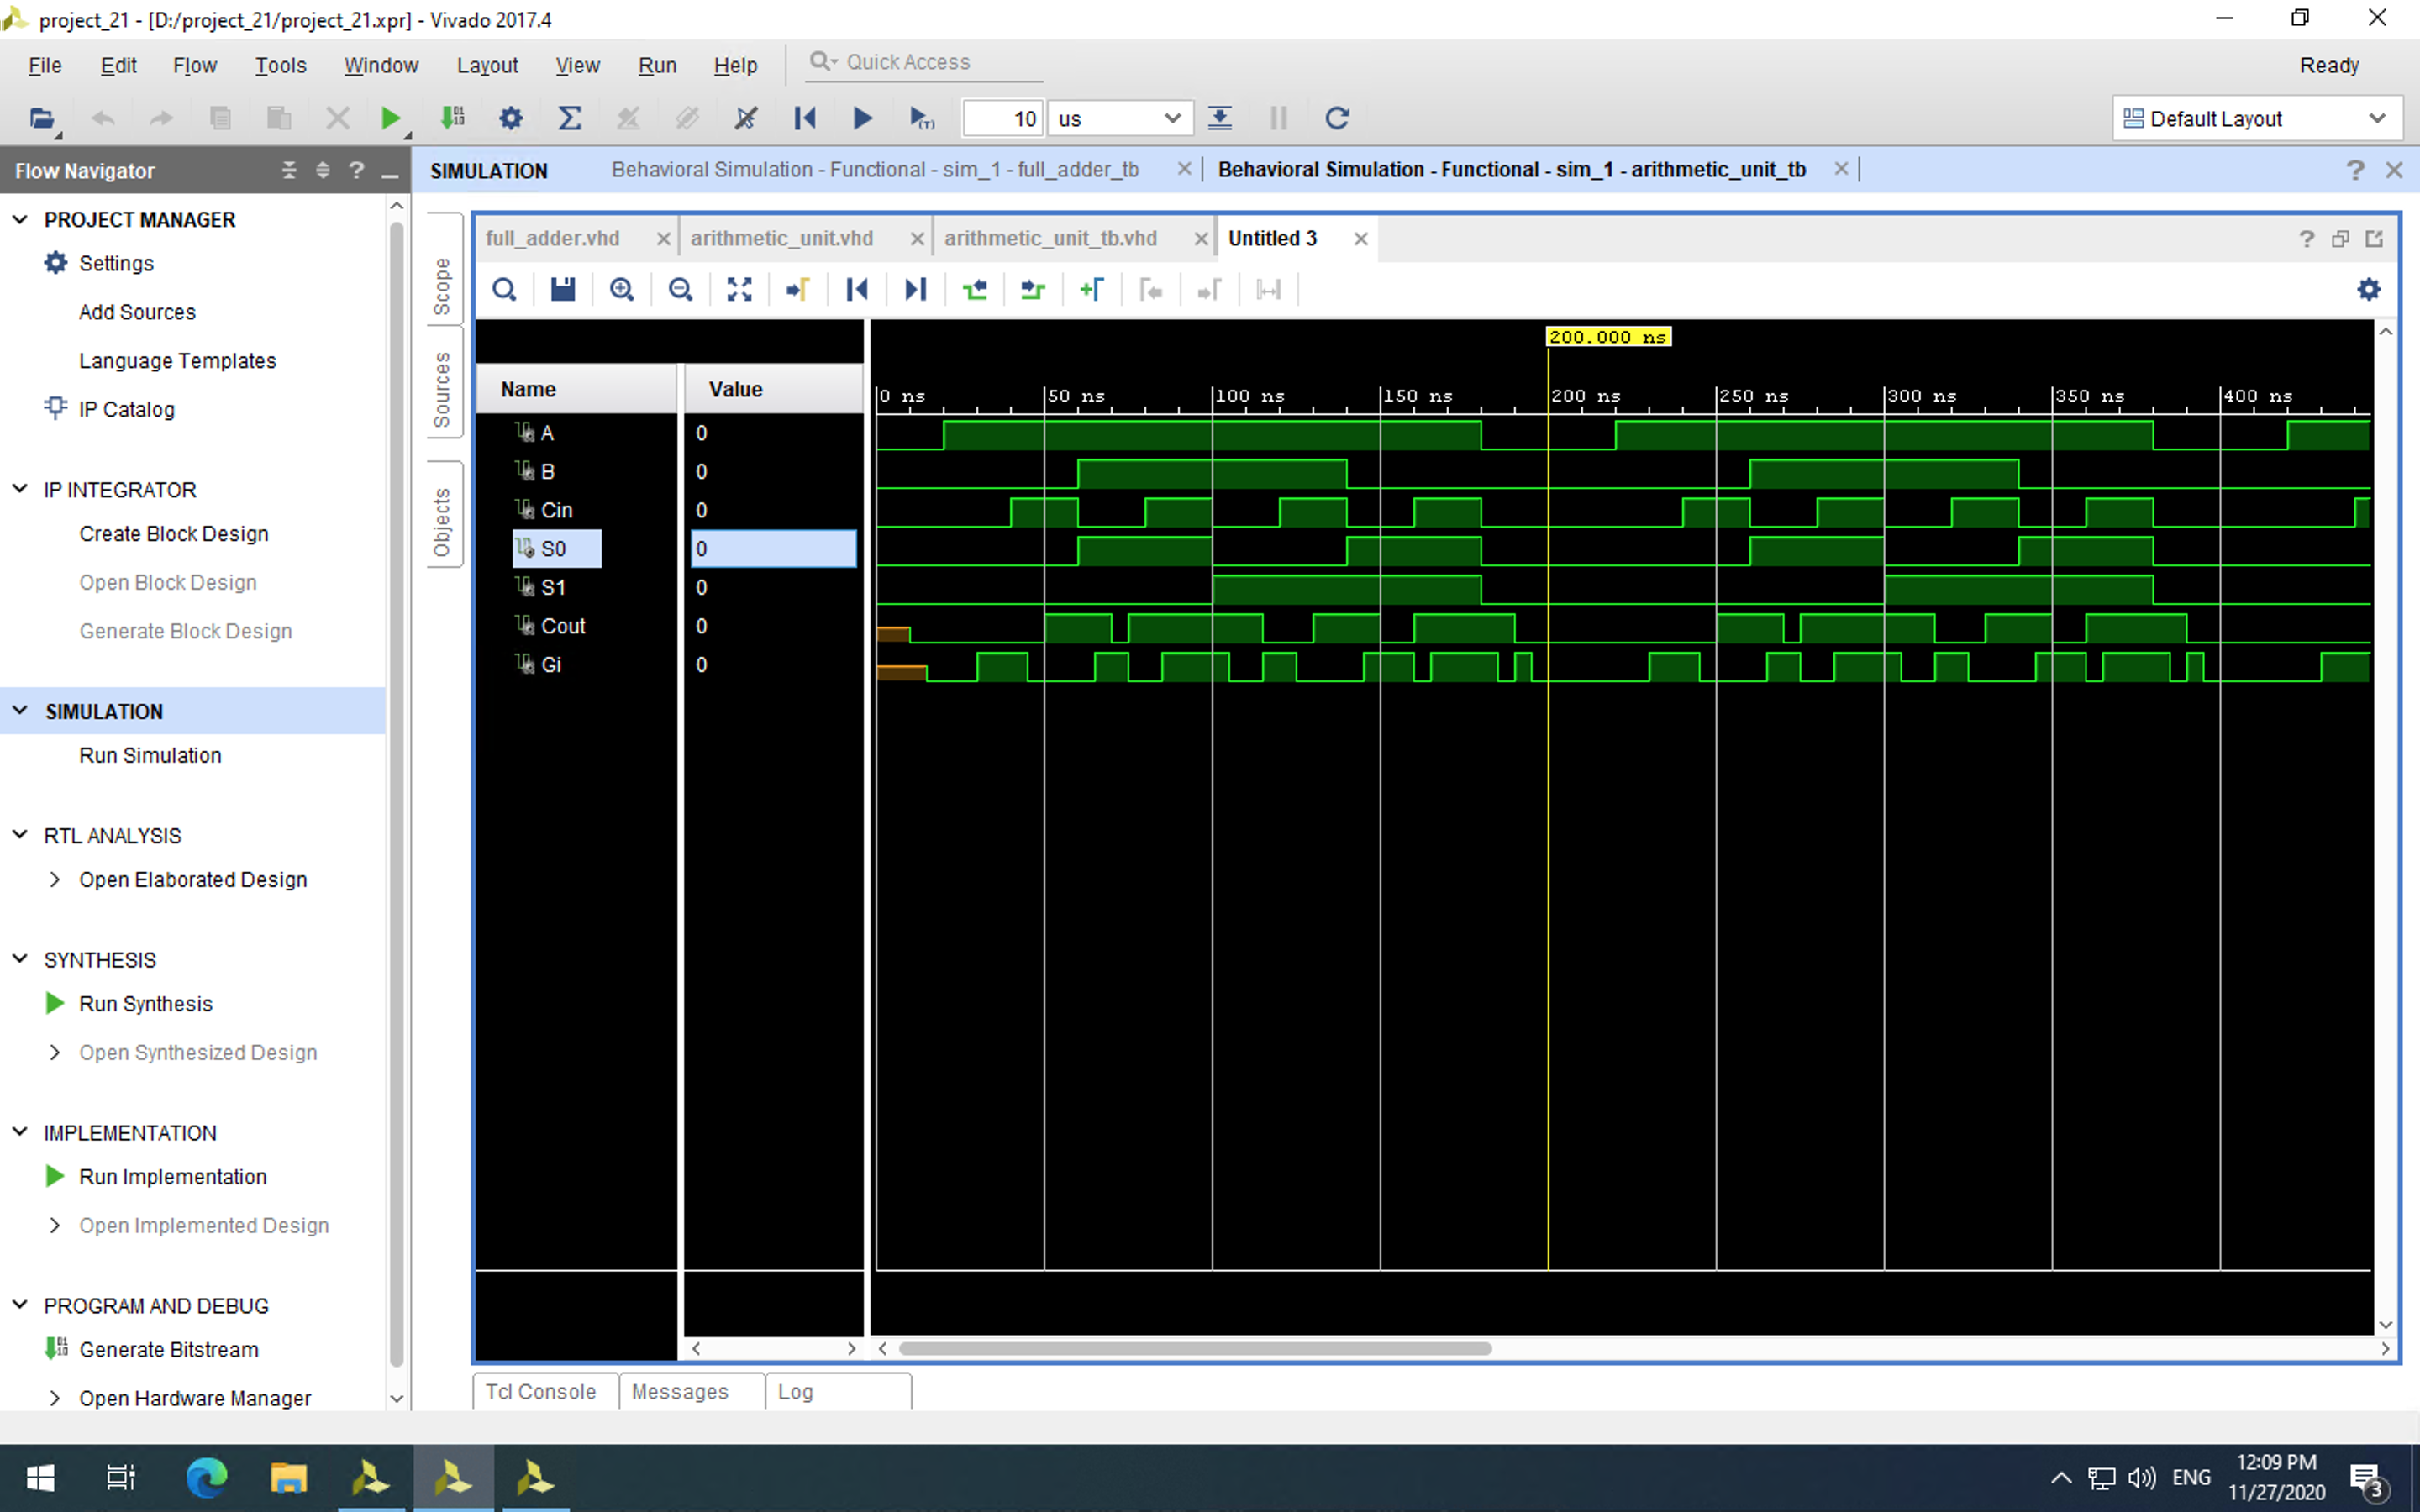 project_21 - [D:/project_21/project_21.xpr] - Vivado 2017.4
File Edit Flow Tools Window Layout View Run Help Quick Access Ready
10 us Default Layout
Flow Navigator
SIMULATION Behavioral Simulation - Functional - sim_1 - full_adder_tb Behavioral Simulation - Functional - sim_1 - arithmetic_unit_tb
PROJECT MANAGER
Settings
Add Sources
Language Templates
IP Catalog
IP INTEGRATOR
Create Block Design
Open Block Design
Generate Block Design
SIMULATION
Run Simulation
RTL ANALYSIS
Open Elaborated Design
SYNTHESIS
Run Synthesis
Open Synthesized Design
IMPLEMENTATION
Run Implementation
Open Implemented Design
PROGRAM AND DEBUG
Generate Bitstream
Open Hardware Manager
Scope
Sources
Objects
full_adder.vhd arithmetic_unit.vhd arithmetic_unit_tb.vhd Untitled 3
200.000 ns
Name Value
0 ns 50 ns 100 ns 150 ns 200 ns 250 ns 300 ns 350 ns 400 ns
A 0
B 0
Cin 0
S0 0
S1 0
Cout 0
Gi 0
Tcl Console Messages Log
ENG
12:09 PM
11/27/2020
3